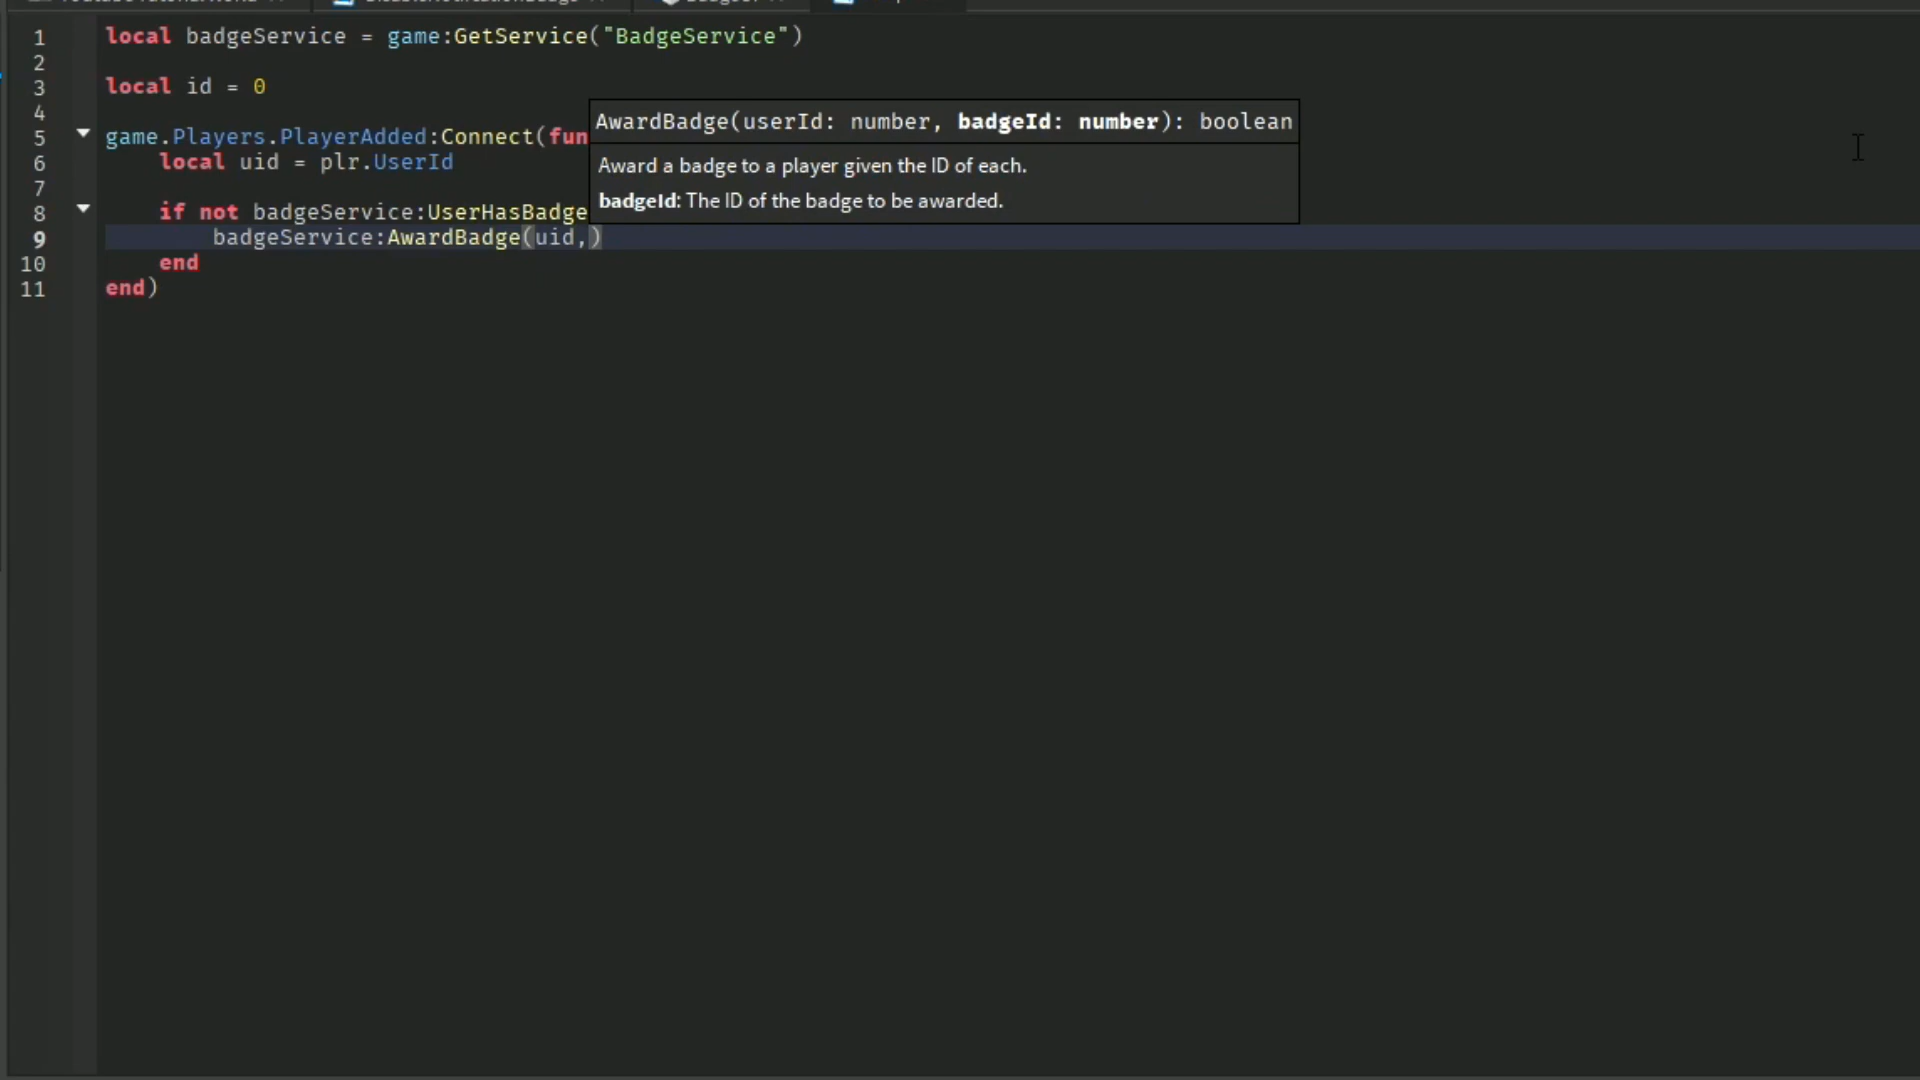 1 local badgeService = game:GetService("BadgeService")
2
3 local id = 0
4
5 game.Players.PlayerAdded:Connect(fun
6 local uid = plr.UserId
7
8 if not badgeService:UserHasBadge
9 badgeService:AwardBadge(uid,)
10 end
11 end)
AwardBadge(userId: number, badgeId: number): boolean
Award a badge to a player given the ID of each.
badgeId: The ID of the badge to be awarded.